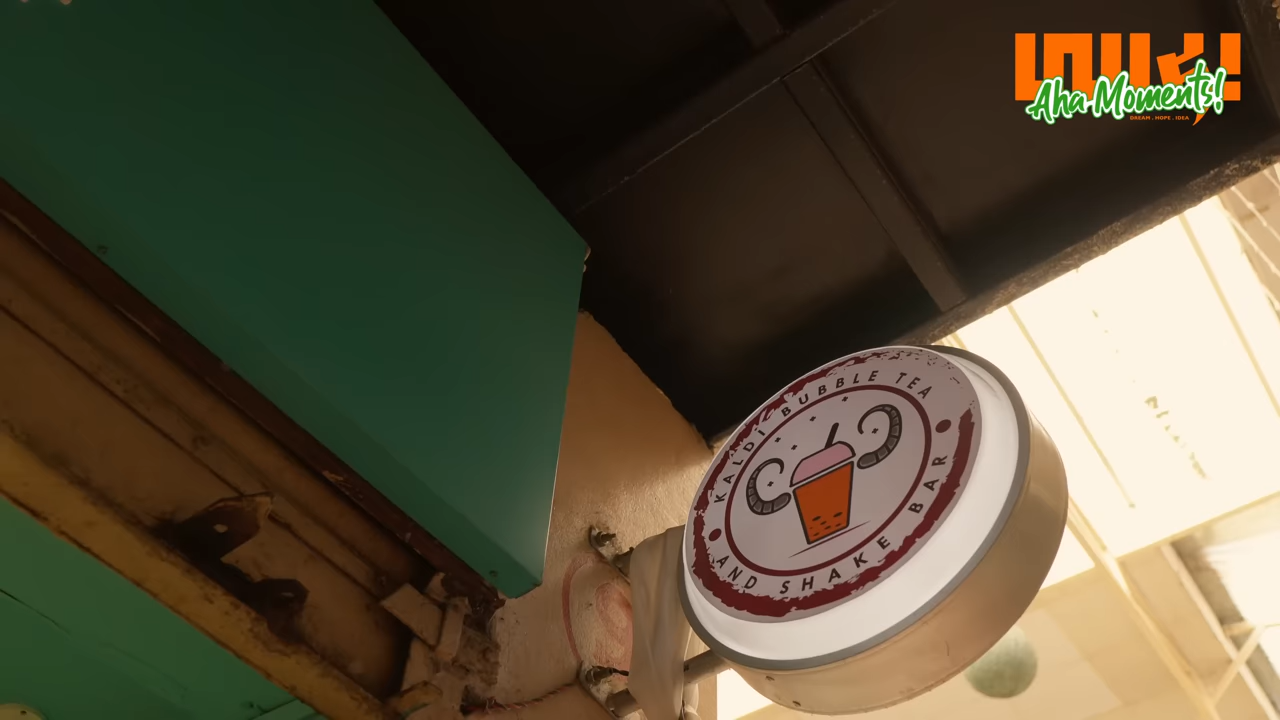 Aha Moments!
DREAM . HOPE . IDEA
KALDI BUBBLE TEA
AND SHAKE BAR